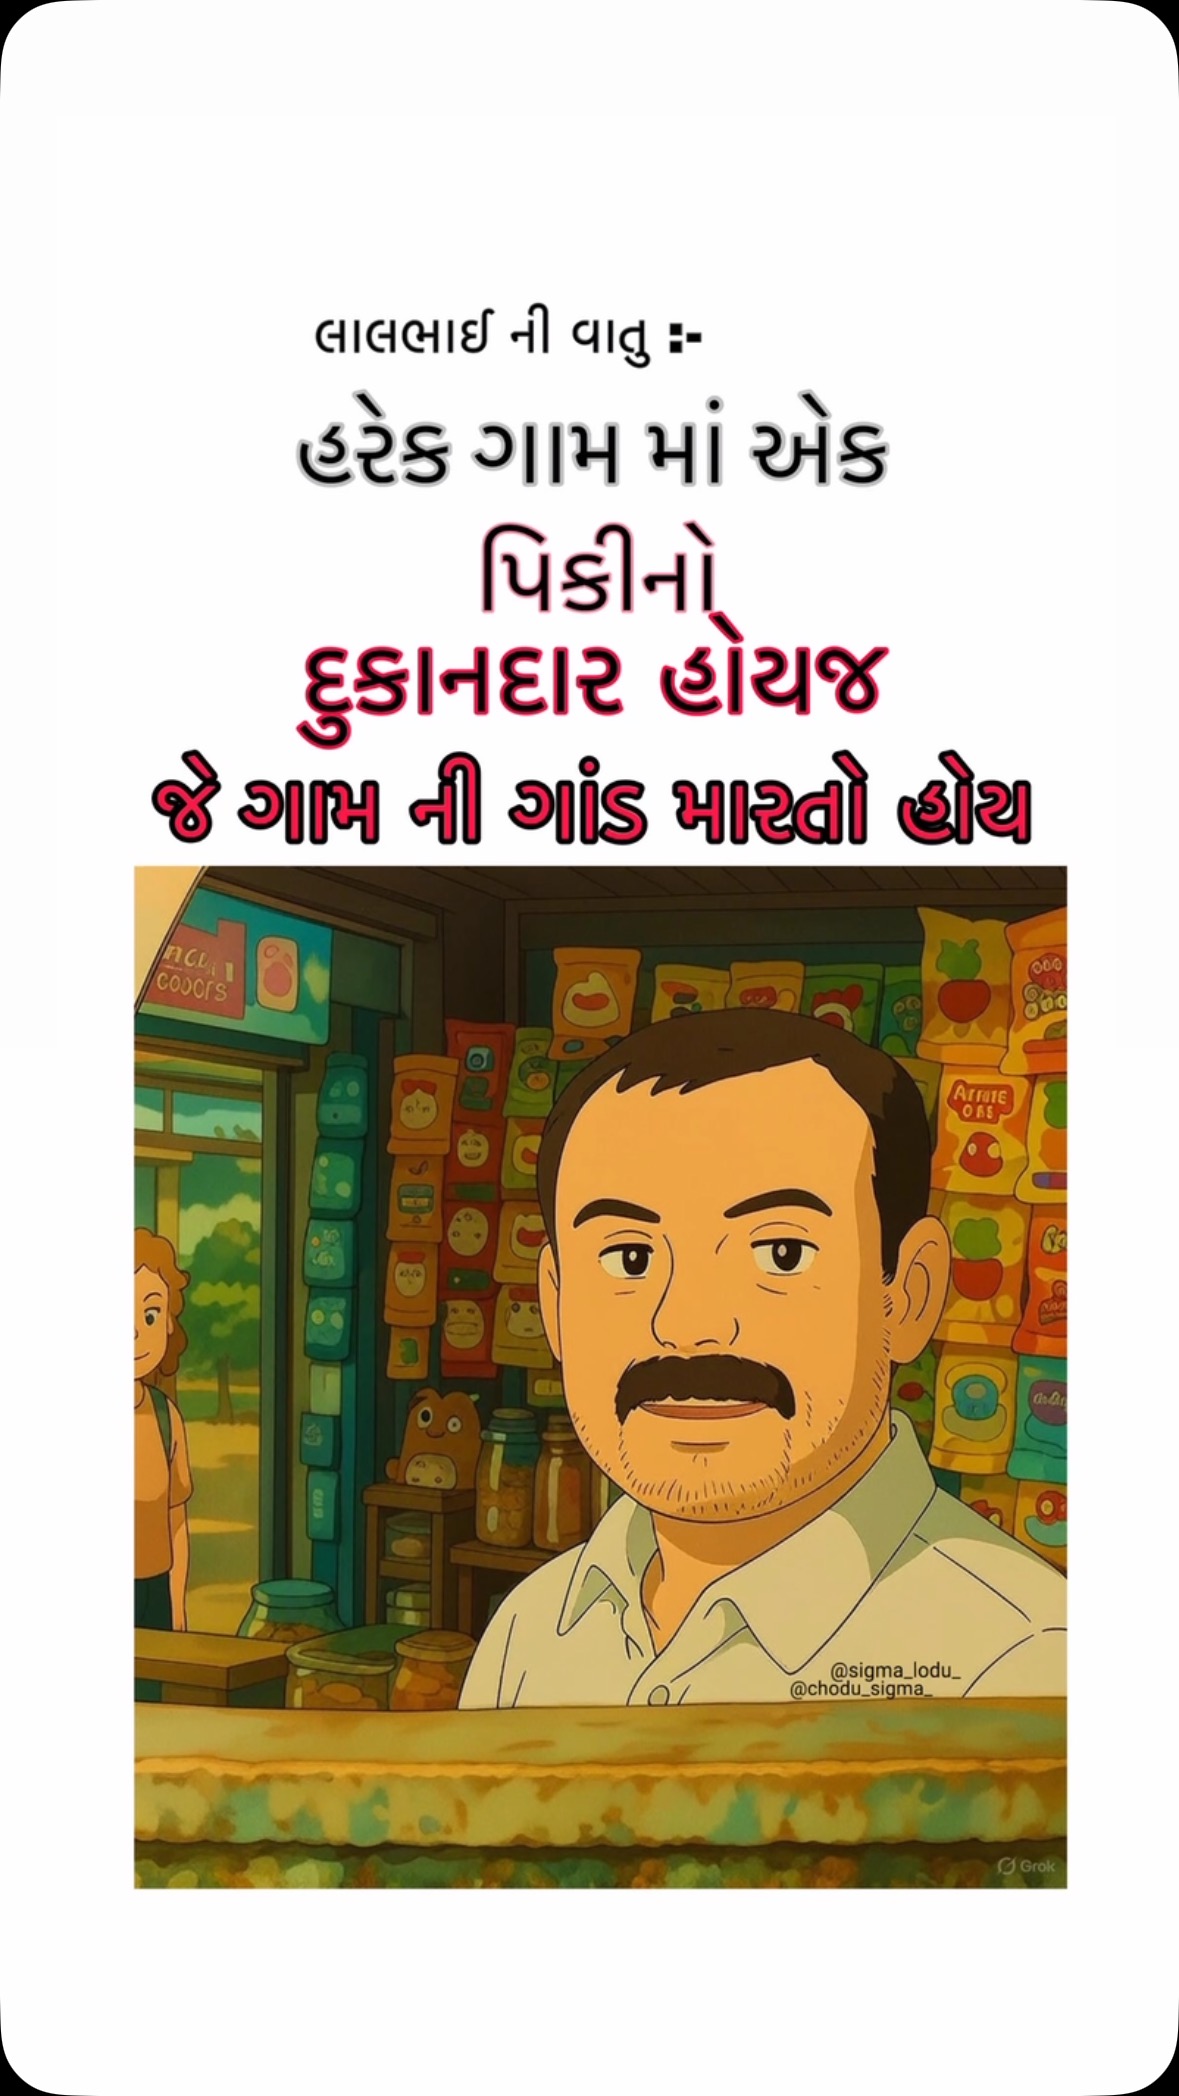 લાલભાઈ ની વાતુ :-
હરેક ગામ માં એક
પિકીનો
દુકાનદાર હોયજ
જે ગામ ની ગાંડ મારતો હોય
@sigma_lodu_
@chodu_sigma_
Grok